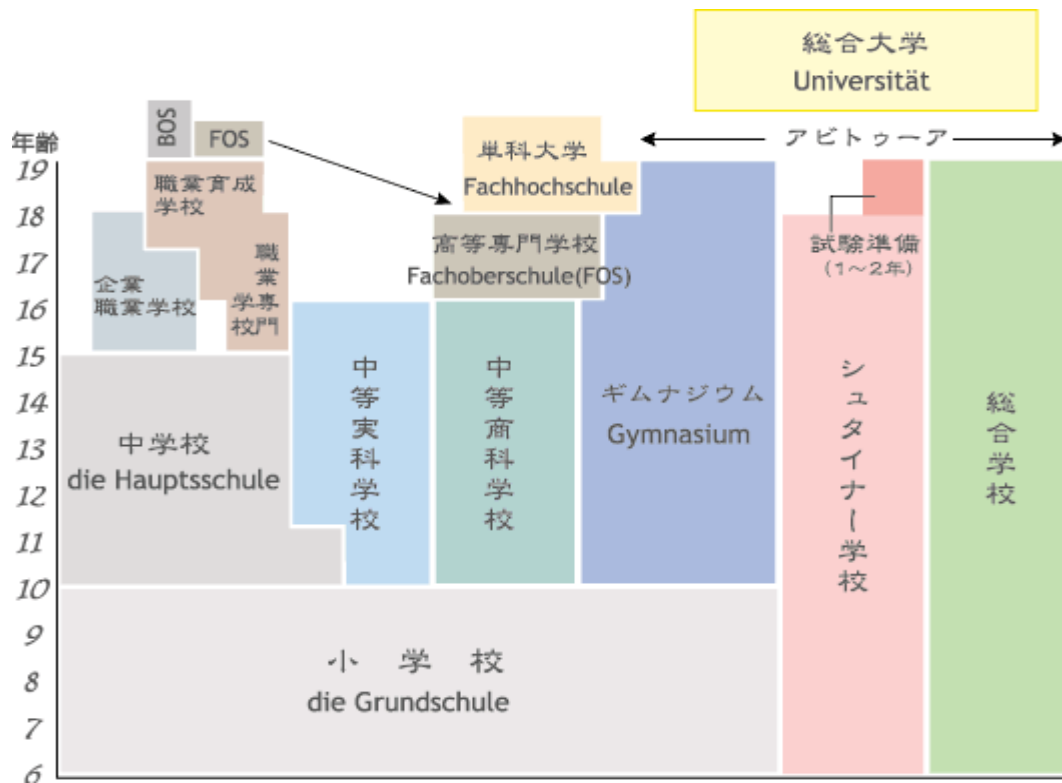 総合大学
Universität
アビトゥーア
年齢
BOS
FOS
単科大学
Fachhochschule
職業育成
学校
高等専門学校
Fachoberschule(FOS)
試験準備
(1〜2年)
企業
職業学校
職業
学専
校門
中等実科学校
中等商科学校
ギムナジウム
Gymnasium
シュタイナー学校
総合学校
中学校
die Hauptsschule
小学校
die Grundschule
19
18
17
16
15
14
13
12
11
10
9
8
7
6